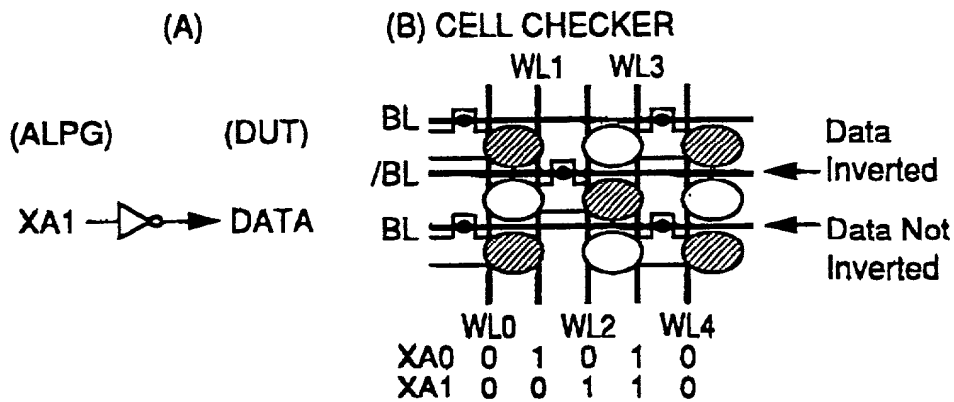 (A)
(B) CELL CHECKER
WL1 WL3
BL
(ALPG) (DUT)
Data
Inverted
/BL
XA1 DATA
BL
Data Not
Inverted
WL0 WL2 WL4
XA0 0 1 0 1 0
XA1 0 0 1 1 0